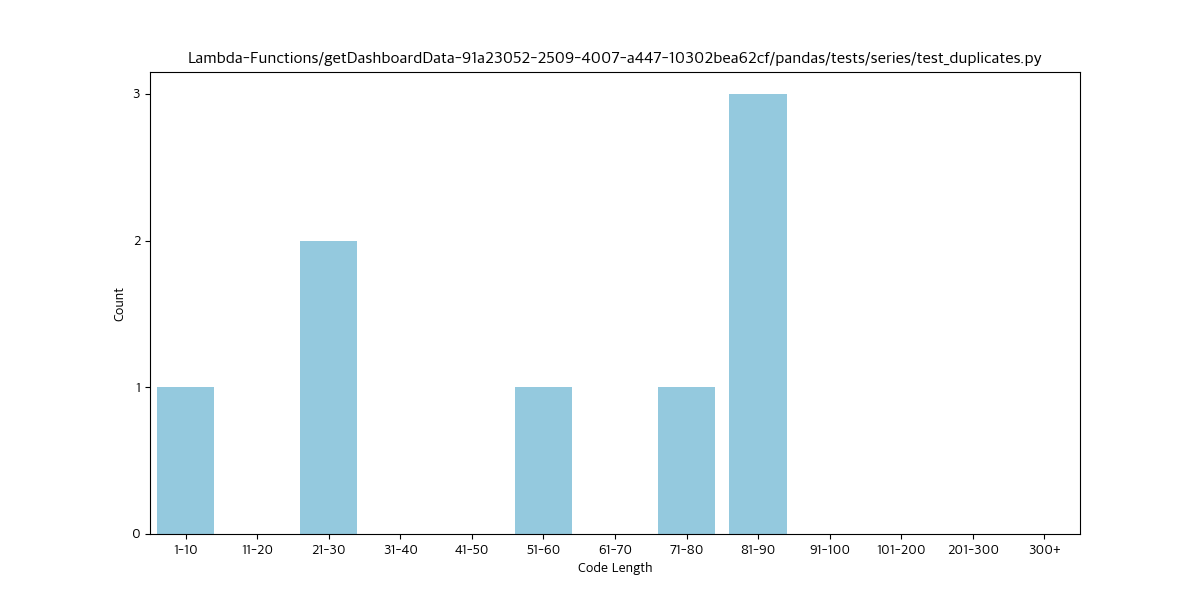 Lambda-Functions/getDashboardData-91a23052-2509-4007-a447-10302bea62cf/pandas/tests/series/test_duplicates.py
3
2
1
0
Count
1-10 11-20 21-30 31-40 41-50 51-60 61-70 71-80 81-90 91-100 101-200 201-300 300+
Code Length